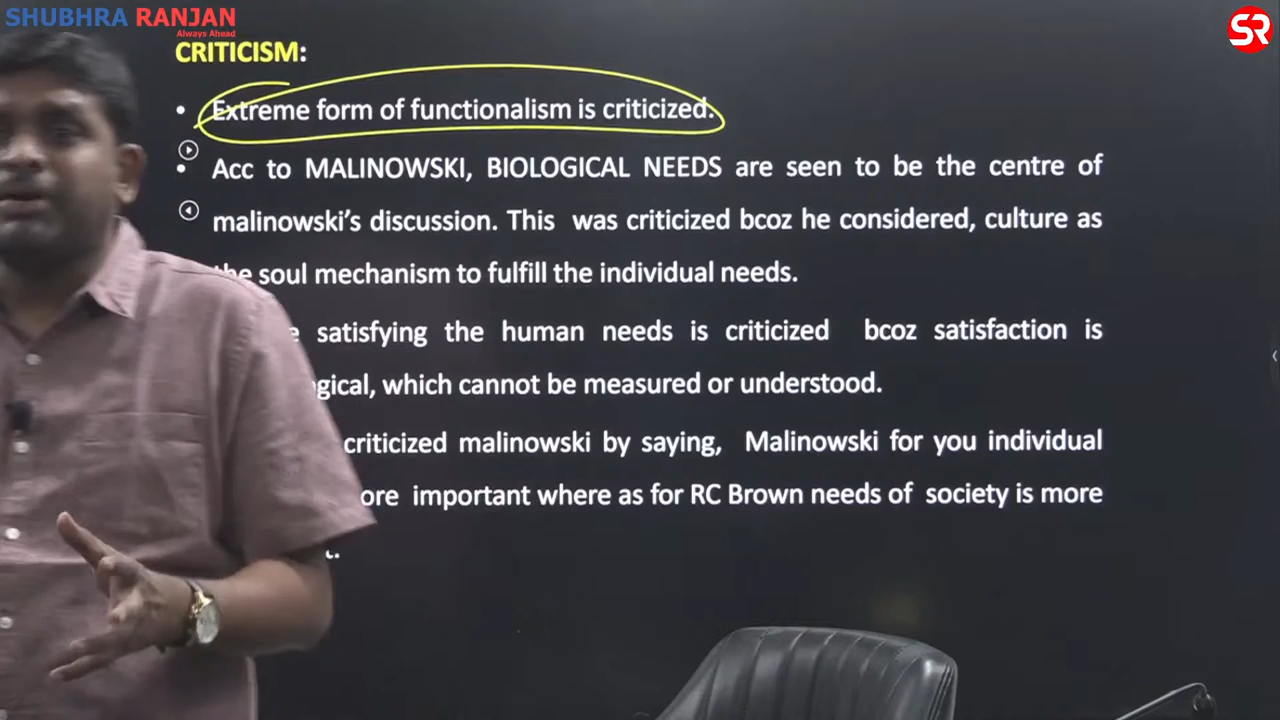 SHUBHRA RANJAN
Always Ahead
SR
CRITICISM:
• Extreme form of functionalism is criticized.
• Acc to MALINOWSKI, BIOLOGICAL NEEDS are seen to be the centre of
malinowski's discussion. This was criticized bcoz he considered, culture as
the soul mechanism to fulfill the individual needs.
satisfying the human needs is criticized bcoz satisfaction is
which cannot be measured or understood.
criticized malinowski by saying, Malinowski for you individual
important where as for RC Brown needs of society is more